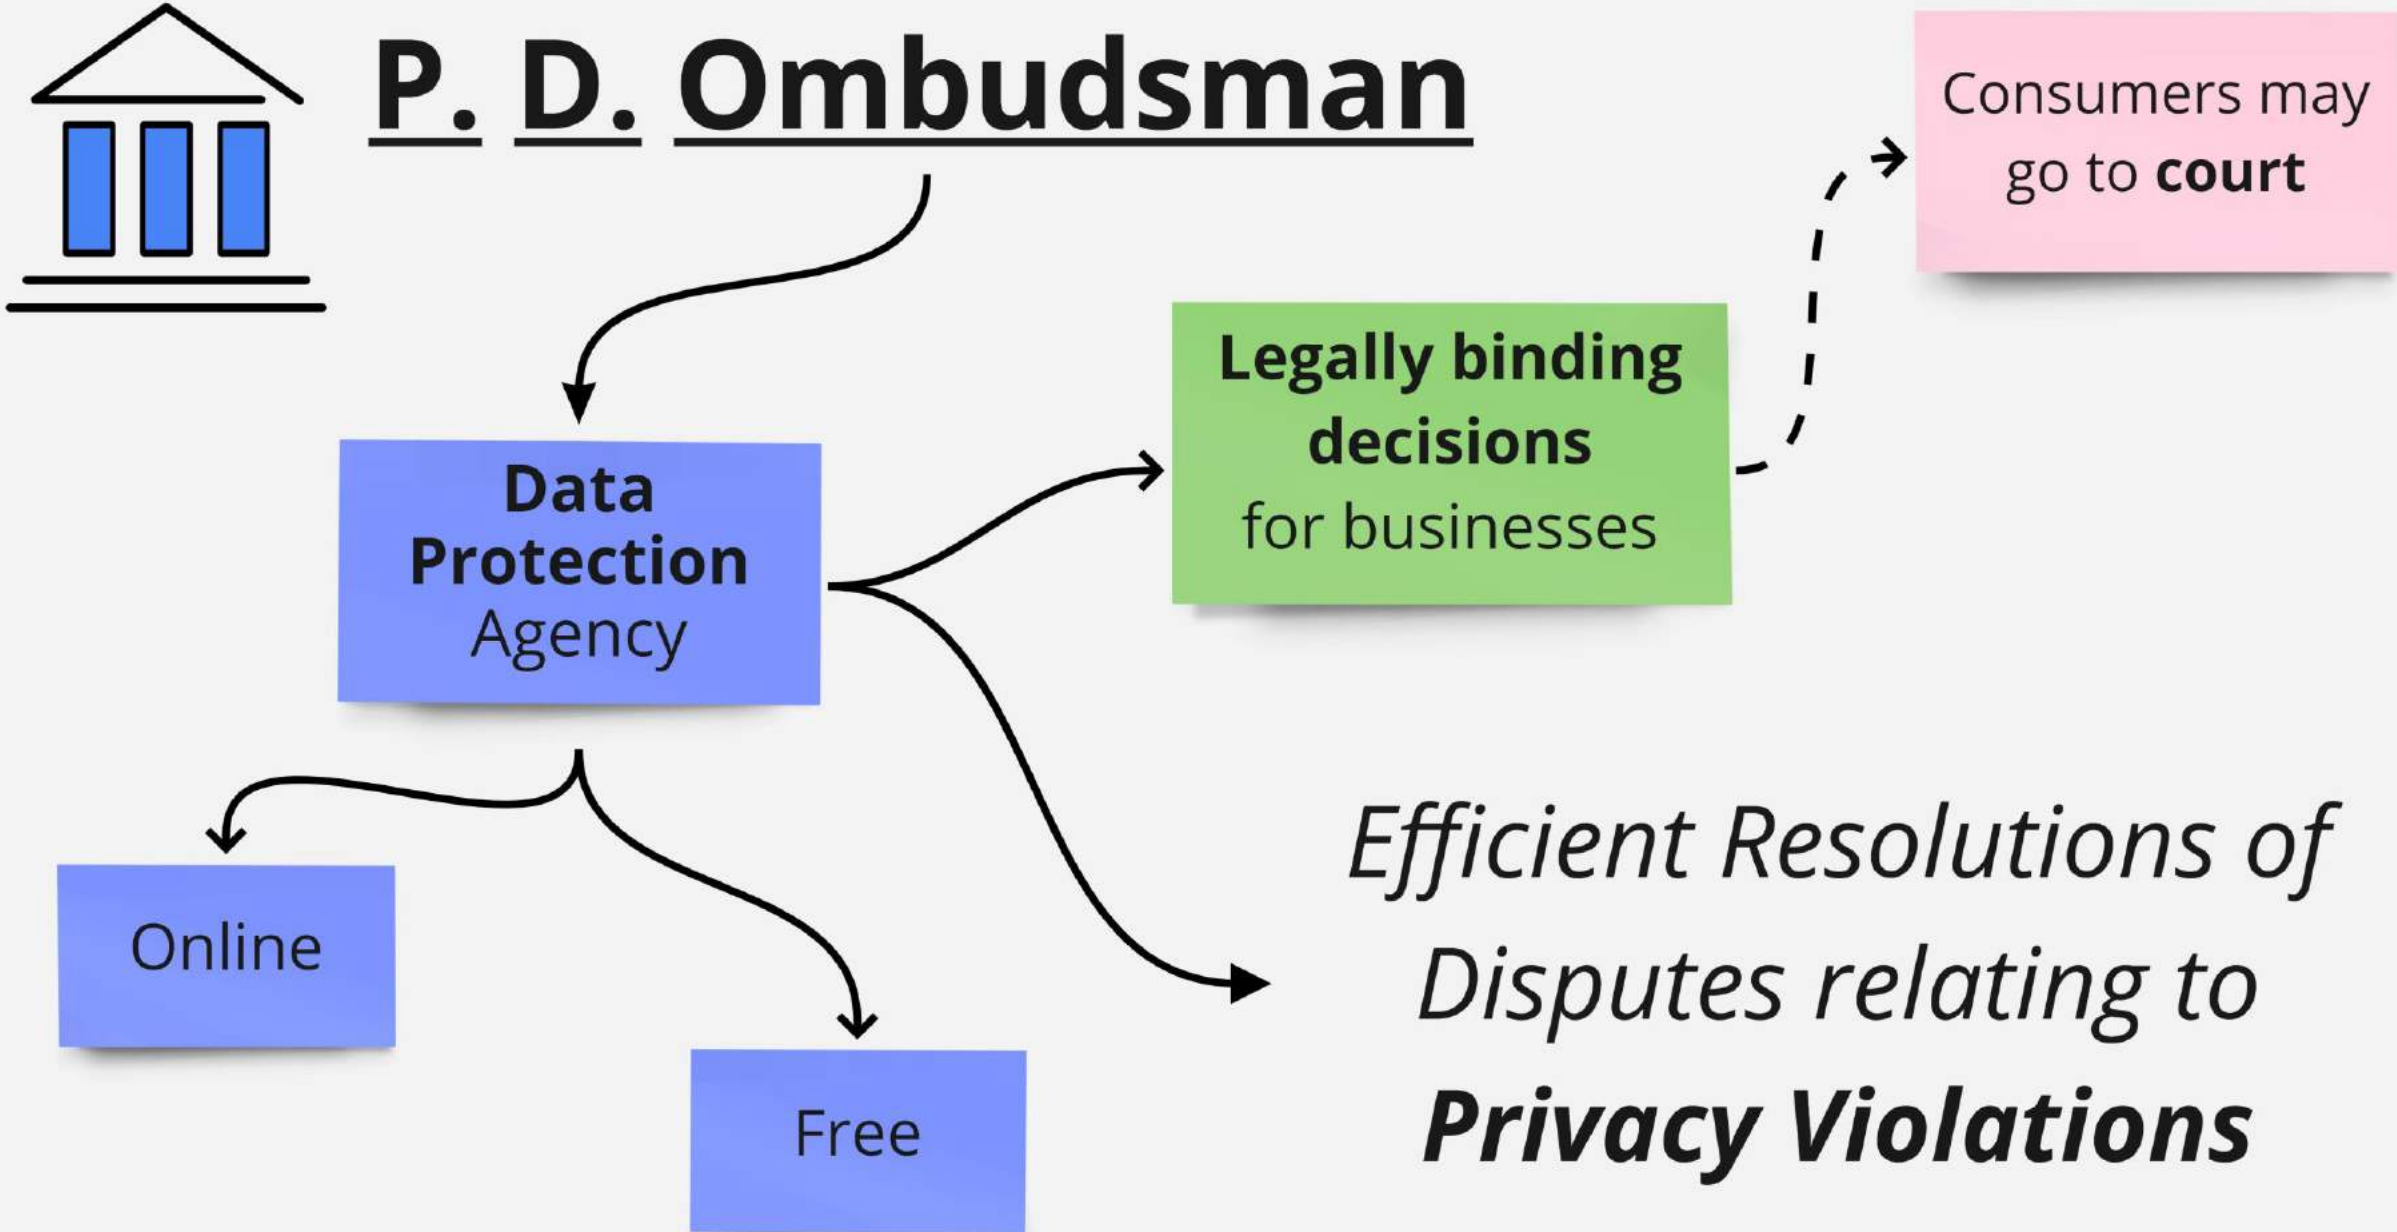 P. D. Ombudsman
Consumers may
go to court
Legally binding
decisions
for businesses
Data
Protection
Agency
Online
Free
Efficient Resolutions of
Disputes relating to
Privacy Violations